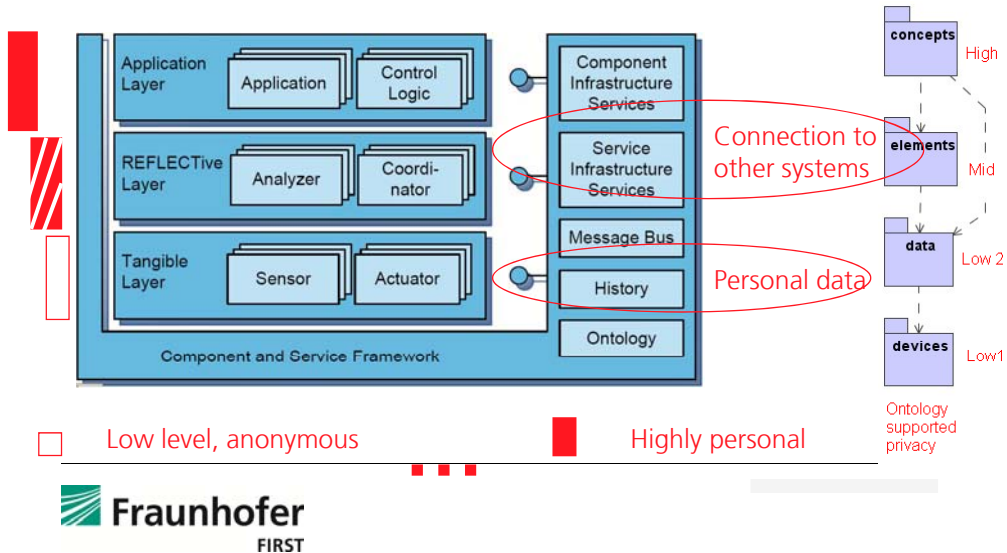 Application
Layer
Application
Control
Logic
REFLECTive
Layer
Analyzer
Coordi-
nator
Tangible
Layer
Sensor
Actuator
Component and Service Framework
Component
Infrastructure
Services
Service
Infrastructure
Services
Message Bus
History
Ontology
Connection to
other systems
Personal data
concepts
High
elements
Mid
data
Low 2
devices
Low1
Ontology
supported
privacy
Low level, anonymous
Highly personal
Fraunhofer
FIRST